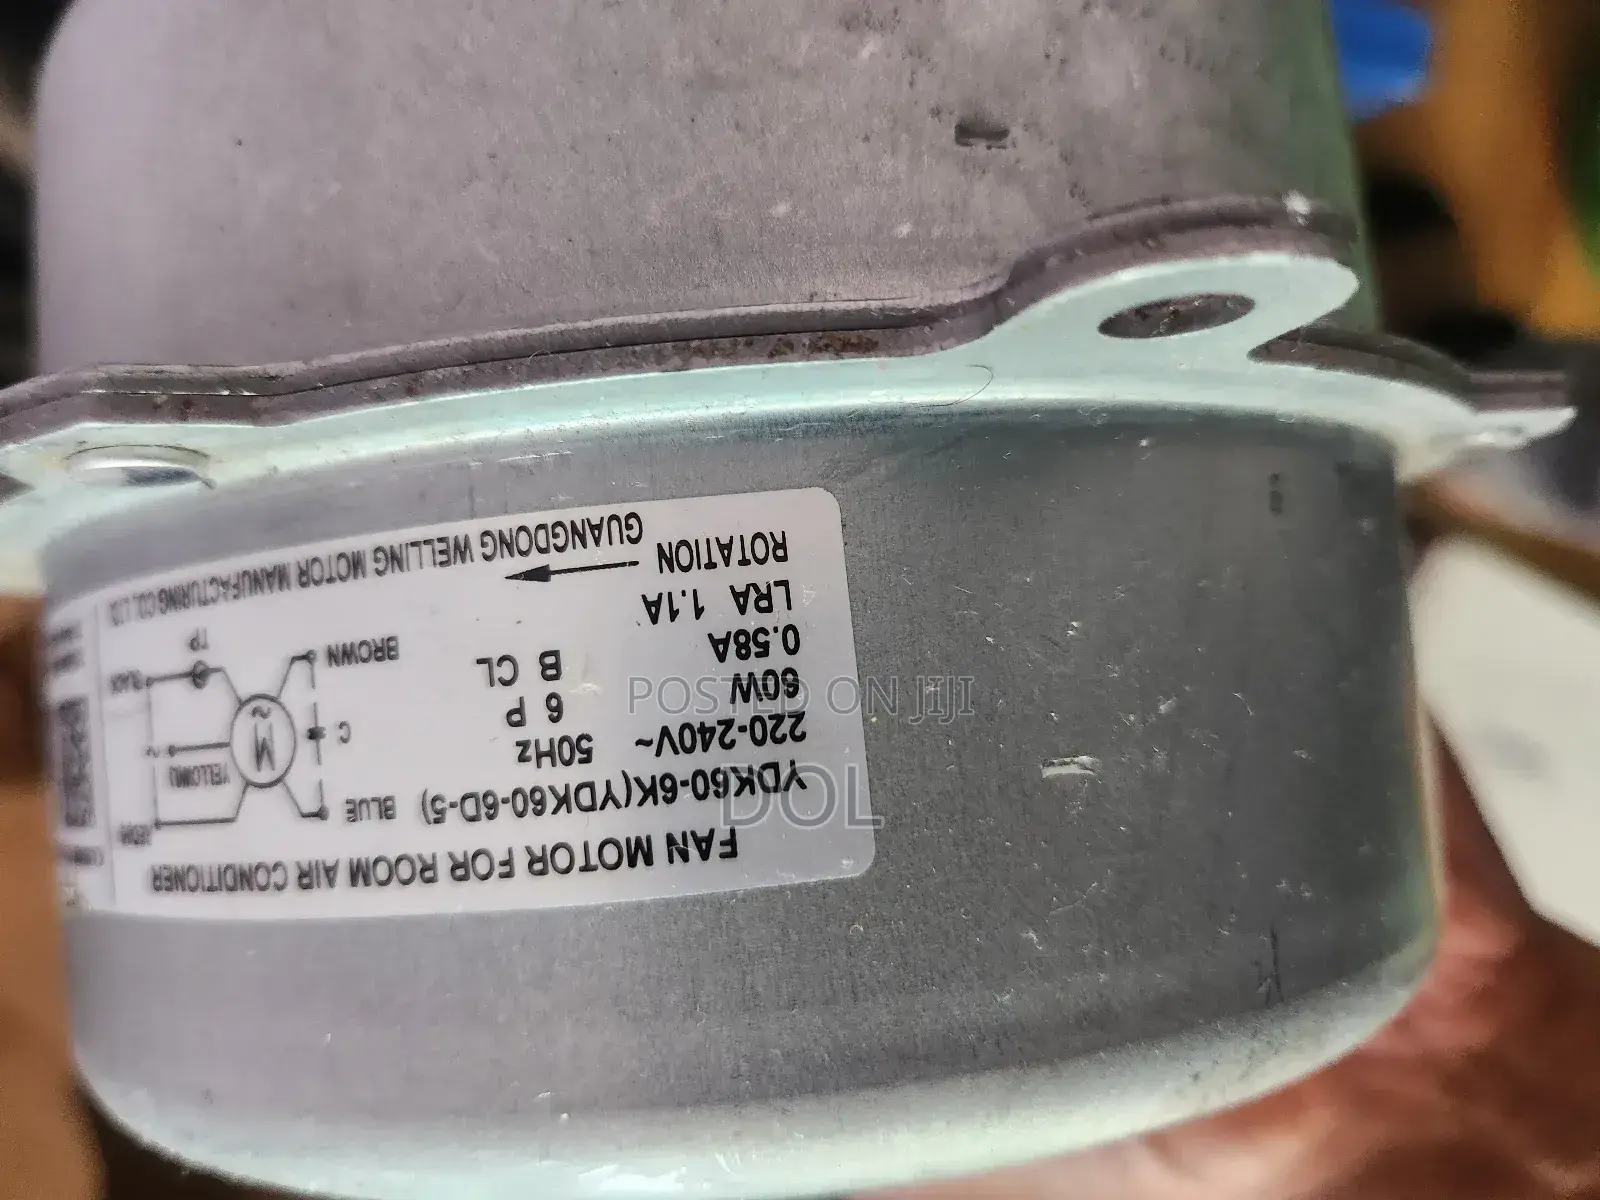 FAN MOTOR FOR ROOM AIR CONDITIONER
YDK60-6K(YDK60-6D-5)
220-240V~ 50Hz
60W 6 P
0.58A B CL
LRA 1.1A
ROTATION
GUANGDONG WELLING MOTOR MANUFACTURING CO., LTD
BLUE
C
BROWN
M
~
YELLOW
~
BLACK
TP
POSTED ON JIJI
DOL